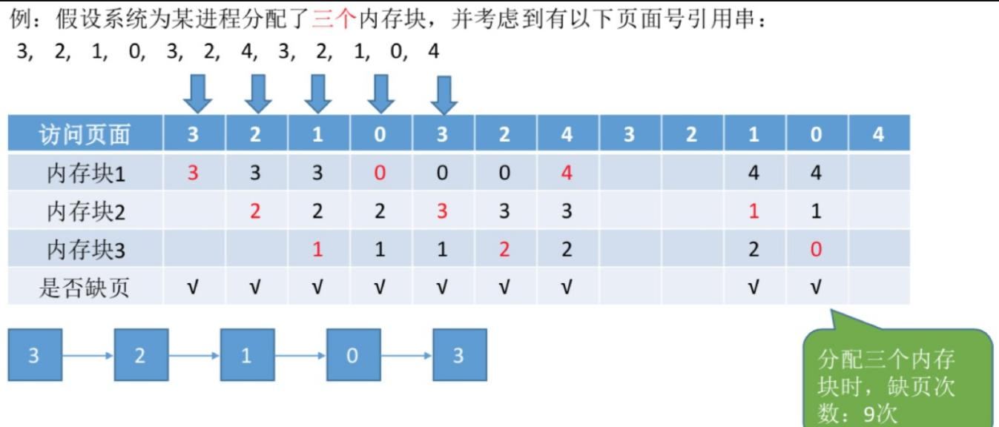 例：假设系统为某进程分配了三个内存块，并考虑到有以下页面号引用串：
3, 2, 1, 0, 3, 2, 4, 3, 2, 1, 0, 4
访问页面 3 2 1 0 3 2 4 3 2 1 0 4
内存块1 3 3 3 0 0 0 4 4 4
内存块2 2 2 2 3 3 3 1 1
内存块3 1 1 1 2 2 2 0
是否缺页 √ √ √ √ √ √ √ √ √
3 2 1 0 3
分配三个内存
块时，缺页次
数：9次